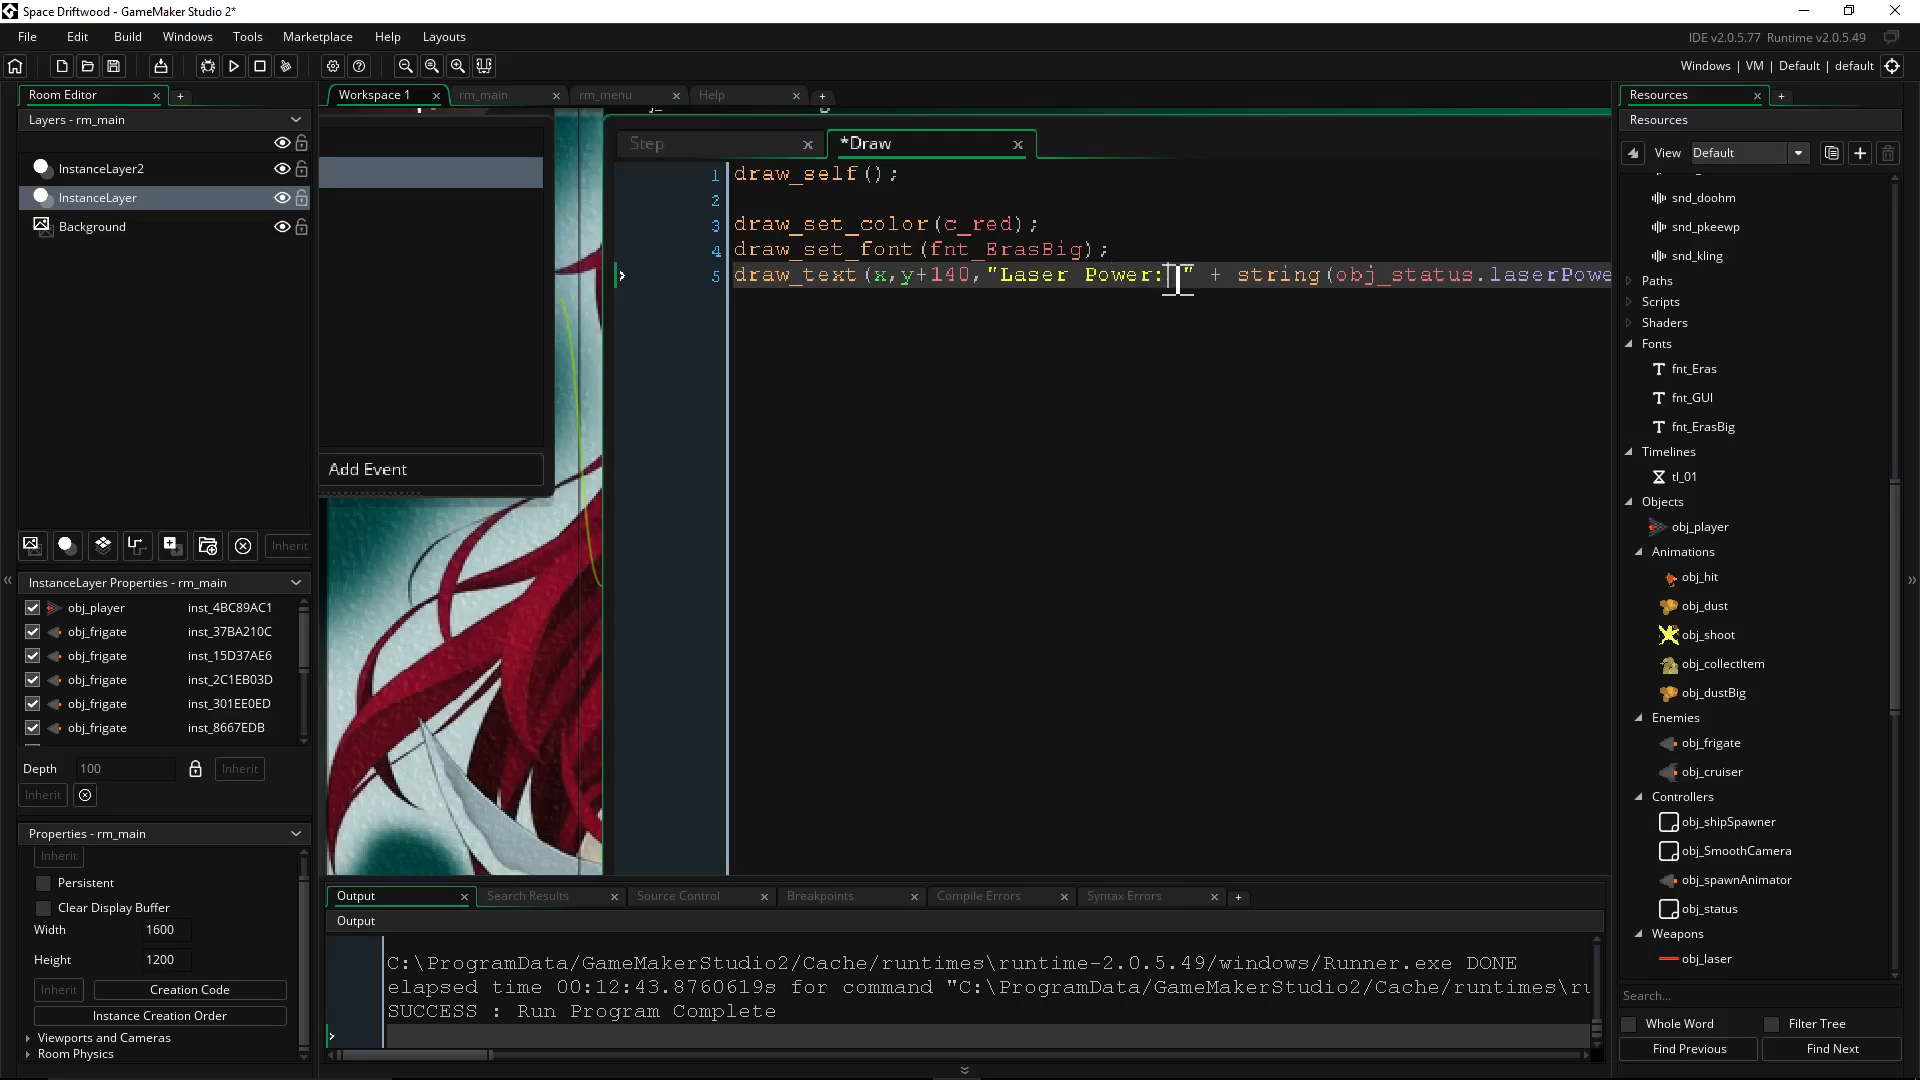 Space Driftwood - GameMaker Studio 2*
File Edit Build Windows Tools Marketplace Help Layouts
IDE v2.0.5.77 Runtime v2.0.5.49
Windows | VM | Default | default
Room Editor
Layers - rm_main
InstanceLayer2
InstanceLayer
Background
Inherit
InstanceLayer Properties - rm_main
obj_player inst_4BC89AC1
obj_frigate inst_37BA210C
obj_frigate inst_15D37AE6
obj_frigate inst_2C1EB03D
obj_frigate inst_301EE0ED
obj_frigate inst_8667EDB
Depth 100 Inherit
Inherit
Properties - rm_main
Inherit
Persistent
Clear Display Buffer
Width 1600
Height 1200
Inherit Creation Code
Instance Creation Order
Viewports and Cameras
Room Physics
Workspace 1 rm_main rm_menu Help
Add Event
Step *Draw
1 draw_self();
2
3 draw_set_color(c_red);
4 draw_set_font(fnt_ErasBig);
5 draw_text(x,y+140,"Laser Power: " + string(obj_status.laserPowe
Output Search Results Source Control Breakpoints Compile Errors Syntax Errors
Output
C:\ProgramData/GameMakerStudio2/Cache/runtimes\runtime-2.0.5.49/windows/Runner.exe DONE
elapsed time 00:12:43.8760619s for command "C:\ProgramData/GameMakerStudio2/Cache/runtimes\ru
SUCCESS : Run Program Complete
Resources
Resources
View Default
snd_doohm
snd_pkeewp
snd_kling
Paths
Scripts
Shaders
Fonts
fnt_Eras
fnt_GUI
fnt_ErasBig
Timelines
tl_01
Objects
obj_player
Animations
obj_hit
obj_dust
obj_shoot
obj_collectItem
obj_dustBig
Enemies
obj_frigate
obj_cruiser
Controllers
obj_shipSpawner
obj_SmoothCamera
obj_spawnAnimator
obj_status
Weapons
obj_laser
Search...
Whole Word Filter Tree
Find Previous Find Next